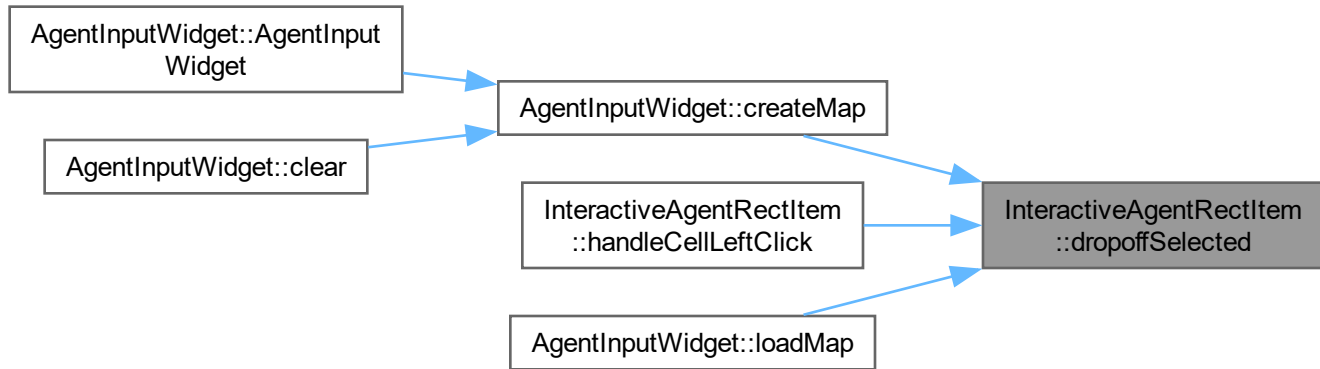 AgentInputWidget::AgentInput
Widget
AgentInputWidget::clear
AgentInputWidget::createMap
InteractiveAgentRectItem
::handleCellLeftClick
AgentInputWidget::loadMap
InteractiveAgentRectItem
::dropoffSelected